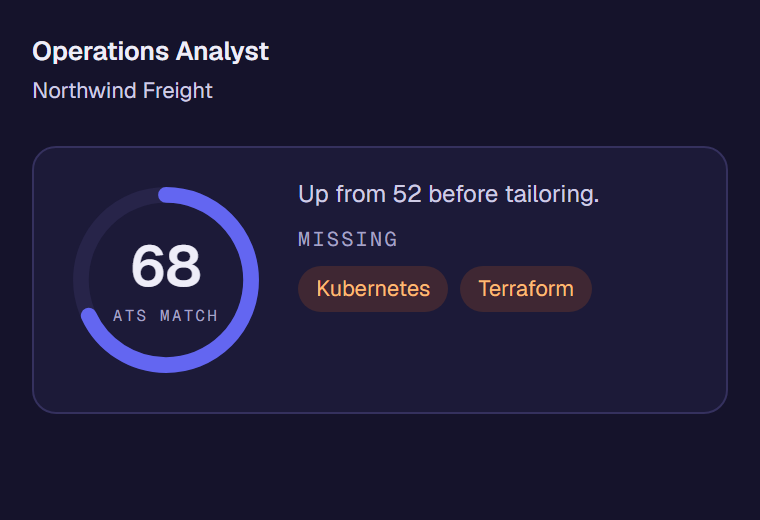 Operations Analyst
Northwind Freight
68
ATS MATCH
Up from 52 before tailoring.
MISSING
Kubernetes
Terraform